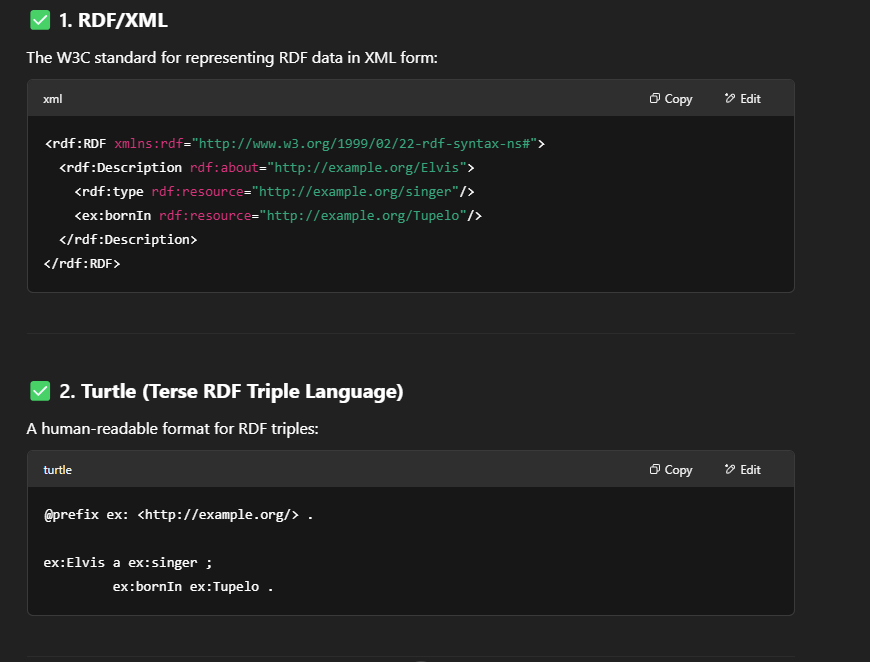 ✅ 1. RDF/XML
The W3C standard for representing RDF data in XML form:
xml Copy Edit
<rdf:RDF xmlns:rdf="http://www.w3.org/1999/02/22-rdf-syntax-ns#">
  <rdf:Description rdf:about="http://example.org/Elvis">
    <rdf:type rdf:resource="http://example.org/singer"/>
    <ex:bornIn rdf:resource="http://example.org/Tupelo"/>
  </rdf:Description>
</rdf:RDF>
✅ 2. Turtle (Terse RDF Triple Language)
A human-readable format for RDF triples:
turtle Copy Edit
@prefix ex: <http://example.org/> .
ex:Elvis a ex:singer ;
         ex:bornIn ex:Tupelo .